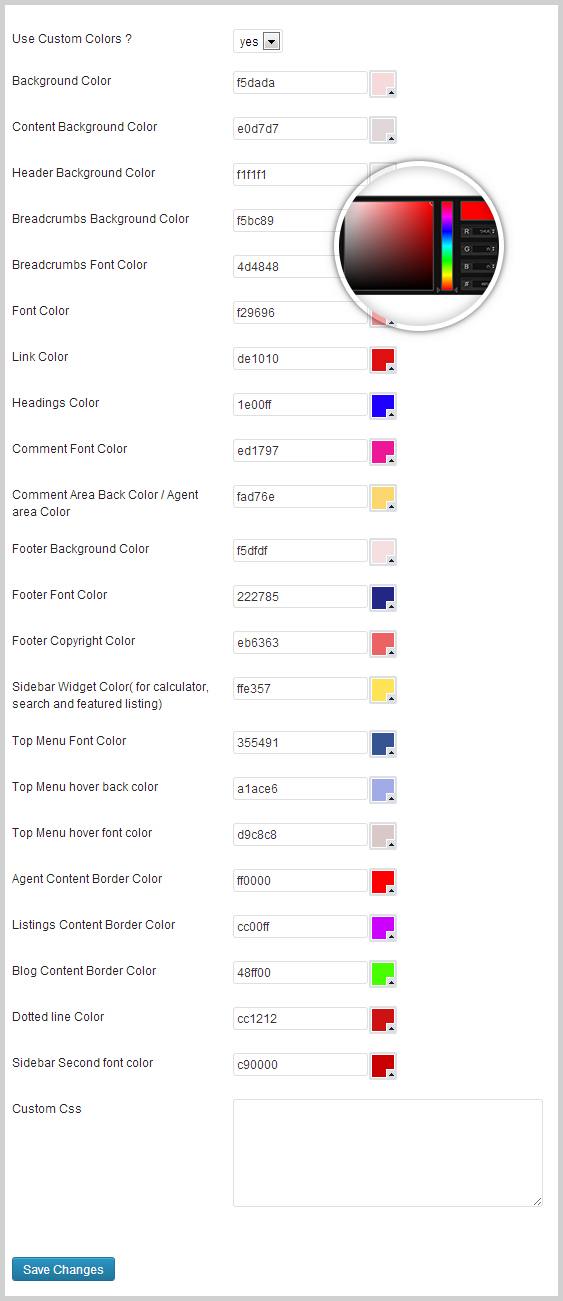 Use Custom Colors ? yes
Background Color f5dada
Content Background Color e0d7d7
Header Background Color f1f1f1
Breadcrumbs Background Color f5bc89
R
Breadcrumbs Font Color 4d4848
G
B
#
Font Color f29696
Link Color de1010
Headings Color 1e00ff
Comment Font Color ed1797
Comment Area Back Color / Agent
area Color
fad76e
Footer Background Color f5dfdf
Footer Font Color 222785
Footer Copyright Color eb6363
Sidebar Widget Color( for calculator,
search and featured listing)
ffe357
Top Menu Font Color 355491
Top Menu hover back color a1ace6
Top Menu hover font color d9c8c8
Agent Content Border Color ff0000
Listings Content Border Color cc00ff
Blog Content Border Color 48ff00
Dotted line Color cc1212
Sidebar Second font color c90000
Custom Css
Save Changes